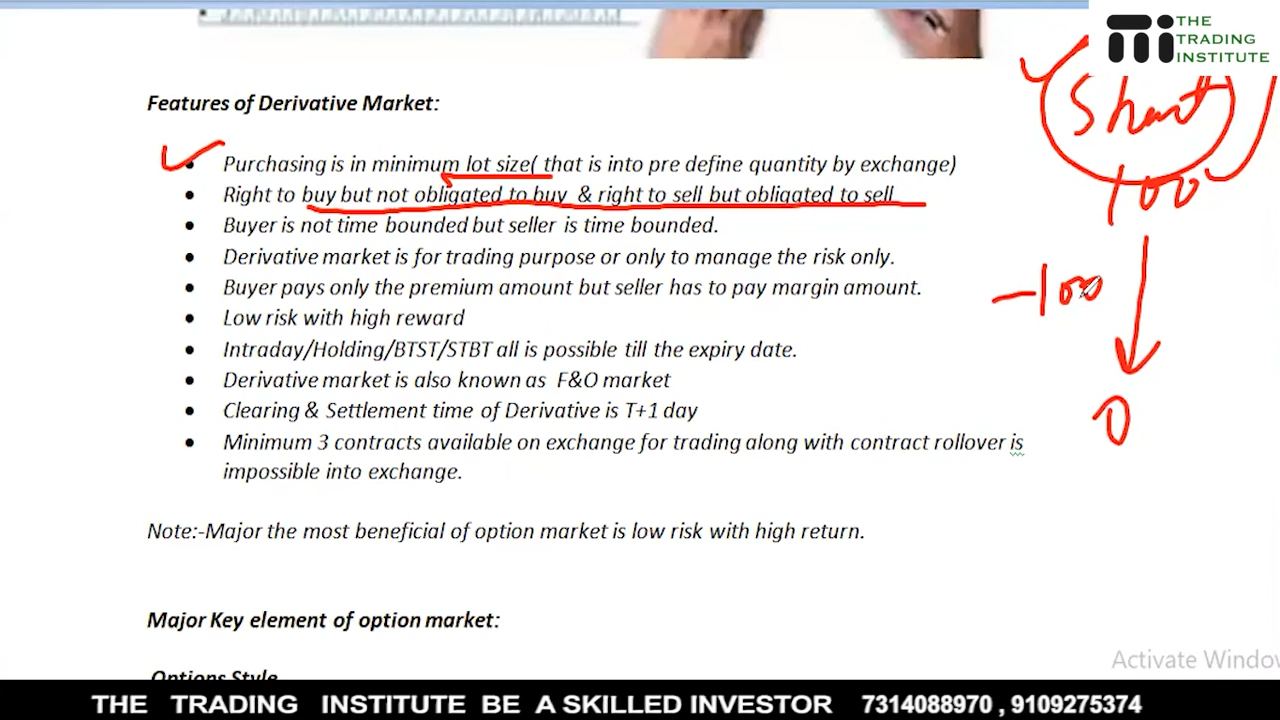 THE
TRADING
INSTITUTE
Features of Derivative Market:
Short
• Purchasing is in minimum lot size( that is into pre define quantity by exchange)
• Right to buy but not obligated to buy & right to sell but obligated to sell
100
• Buyer is not time bounded but seller is time bounded.
• Derivative market is for trading purpose or only to manage the risk only.
• Buyer pays only the premium amount but seller has to pay margin amount.
-100
• Low risk with high reward
• Intraday/Holding/BTST/STBT all is possible till the expiry date.
• Derivative market is also known as F&O market
• Clearing & Settlement time of Derivative is T+1 day
0
• Minimum 3 contracts available on exchange for trading along with contract rollover is
impossible into exchange.
Note:-Major the most beneficial of option market is low risk with high return.
Major Key element of option market:
Options Style
Activate Windo
THE TRADING INSTITUTE BE A SKILLED INVESTOR 7314088970 , 9109275374